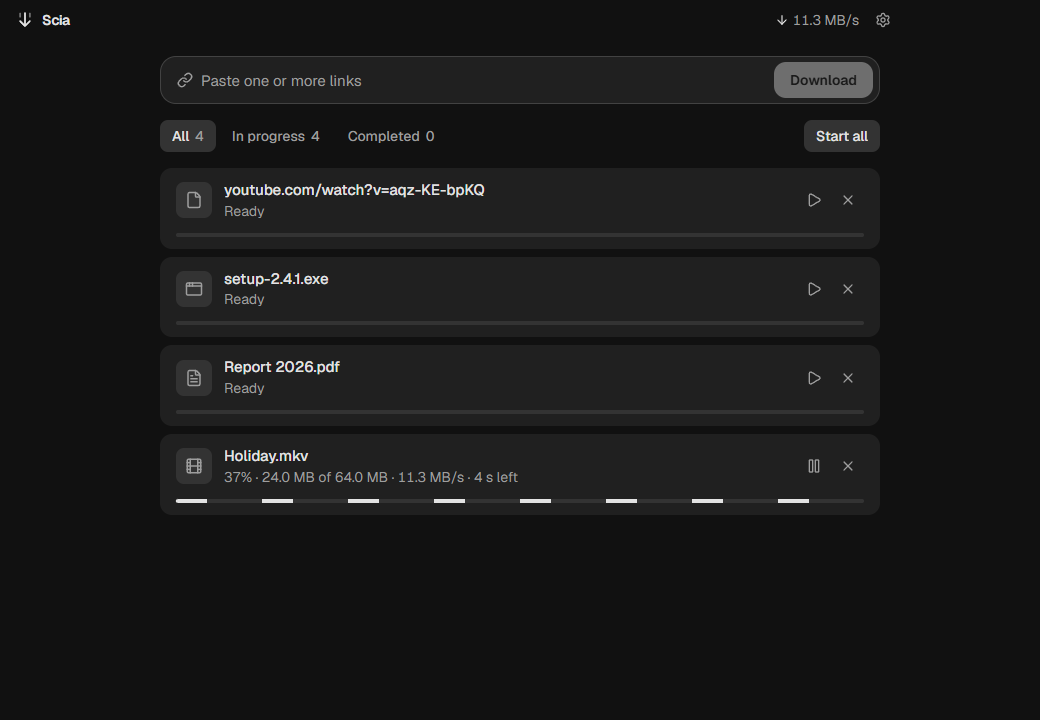 Scia
11.3 MB/s
Paste one or more links
Download
All 4
In progress 4
Completed 0
Start all
youtube.com/watch?v=aqz-KE-bpKQ
Ready
setup-2.4.1.exe
Ready
Report 2026.pdf
Ready
Holiday.mkv
37% · 24.0 MB of 64.0 MB · 11.3 MB/s · 4 s left